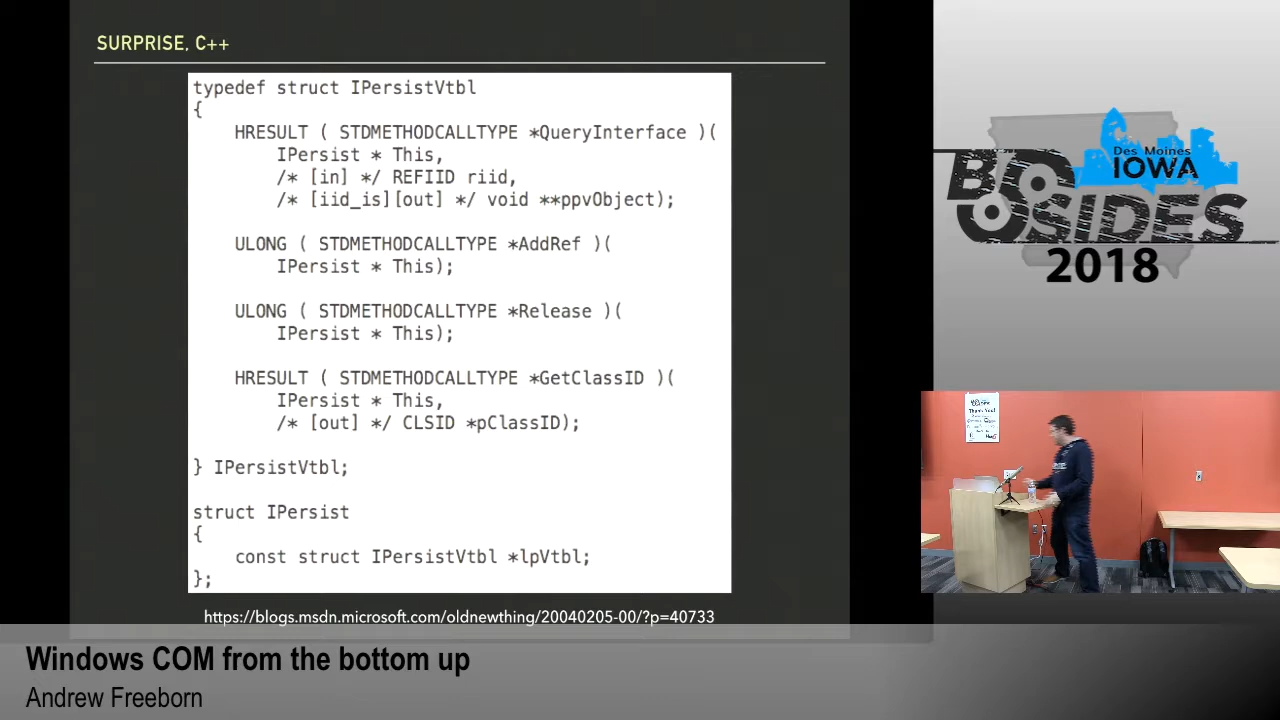 SURPRISE, C++
typedef struct IPersistVtbl
{
HRESULT ( STDMETHODCALLTYPE *QueryInterface )(
IPersist * This,
/* [in] */ REFIID riid,
/* [iid_is][out] */ void **ppvObject);
ULONG ( STDMETHODCALLTYPE *AddRef )(
IPersist * This);
ULONG ( STDMETHODCALLTYPE *Release )(
IPersist * This);
HRESULT ( STDMETHODCALLTYPE *GetClassID )(
IPersist * This,
/* [out] */ CLSID *pClassID);
} IPersistVtbl;
struct IPersist
{
const struct IPersistVtbl *lpVtbl;
};
https://blogs.msdn.microsoft.com/oldnewthing/20040205-00/?p=40733
Des Moines
IOWA
BSIDES
2018
Thank You!
Windows COM from the bottom up
Andrew Freeborn